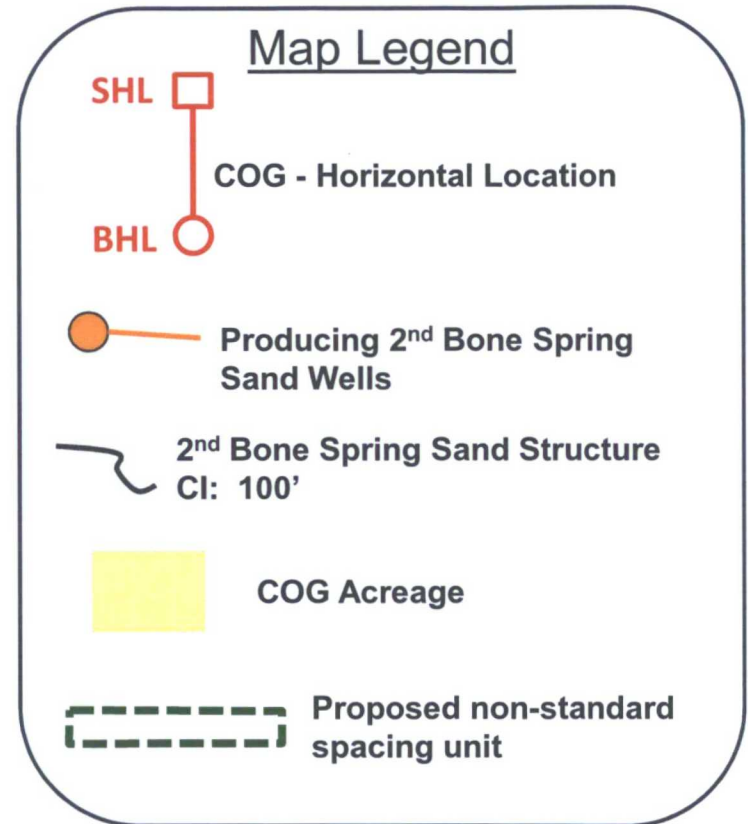 Map Legend
SHL
COG - Horizontal Location
BHL
Producing 2nd Bone Spring
Sand Wells
2nd Bone Spring Sand Structure
CI: 100'
COG Acreage
Proposed non-standard
spacing unit